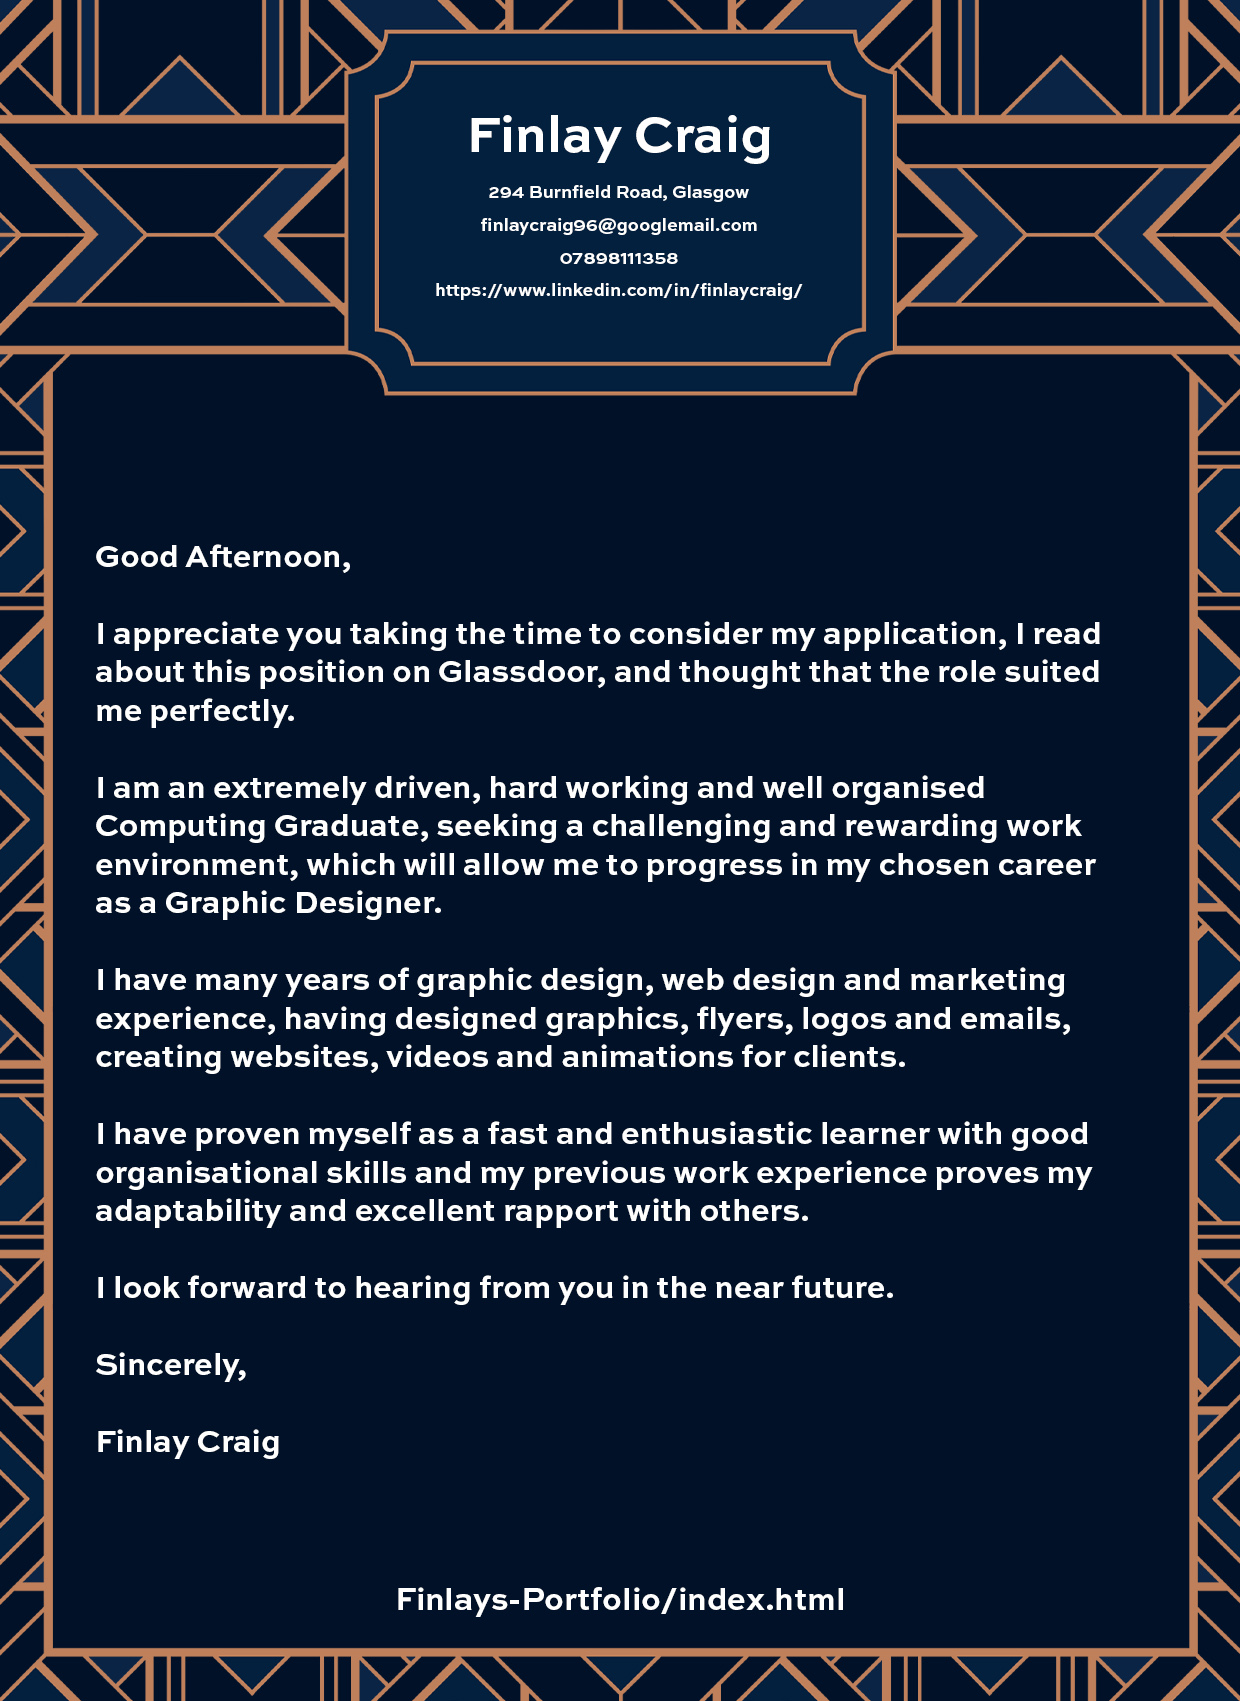 Finlay Craig
294 Burnfield Road, Glasgow
finlaycraig96@googlemail.com
07898111358
https://www.linkedin.com/in/finlaycraig/
Good Afternoon,
I appreciate you taking the time to consider my application, I read
about this position on Glassdoor, and thought that the role suited
me perfectly.
I am an extremely driven, hard working and well organised
Computing Graduate, seeking a challenging and rewarding work
environment, which will allow me to progress in my chosen career
as a Graphic Designer.
I have many years of graphic design, web design and marketing
experience, having designed graphics, flyers, logos and emails,
creating websites, videos and animations for clients.
I have proven myself as a fast and enthusiastic learner with good
organisational skills and my previous work experience proves my
adaptability and excellent rapport with others.
I look forward to hearing from you in the near future.
Sincerely,
Finlay Craig
Finlays-Portfolio/index.html